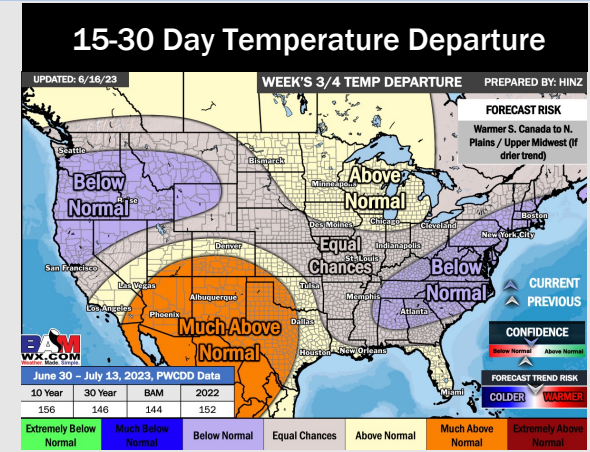 15-30 Day Temperature Departure
UPDATED: 6/16/23
WEEK'S 3/4 TEMP DEPARTURE
PREPARED BY: HINZ
FORECAST RISK
Warmer S. Canada to N.
Plains / Upper Midwest (If
drier trend)
Seattle
Bismarck
Minneapolis
Above
Normal
Below
Normal
Boise
Boston
Des Moines
Chicago
Cleveland
New York City
Denver
Equal
Chances
Indianapolis
St. Louis
San Francisco
Below
Normal
CURRENT
PREVIOUS
Las Vegas
Tulsa
Memphis
Los Angeles
Albuquerque
Phoenix
Atlanta
Much Above
Normal
Dallas
Houston
New Orleans
Miami
CONFIDENCE
Below Normal
Above Normal
FORECAST TREND RISK
COLDER
WARMER
BAM
WX.COM
Weather. Made. Simple.
June 30 – July 13, 2023, PWCDD Data
10 Year 30 Year BAM 2022
156 146 144 152
Extremely Below
Normal
Much Below
Normal
Below Normal
Equal Chances
Above Normal
Much Above
Normal
Extremely Above
Normal